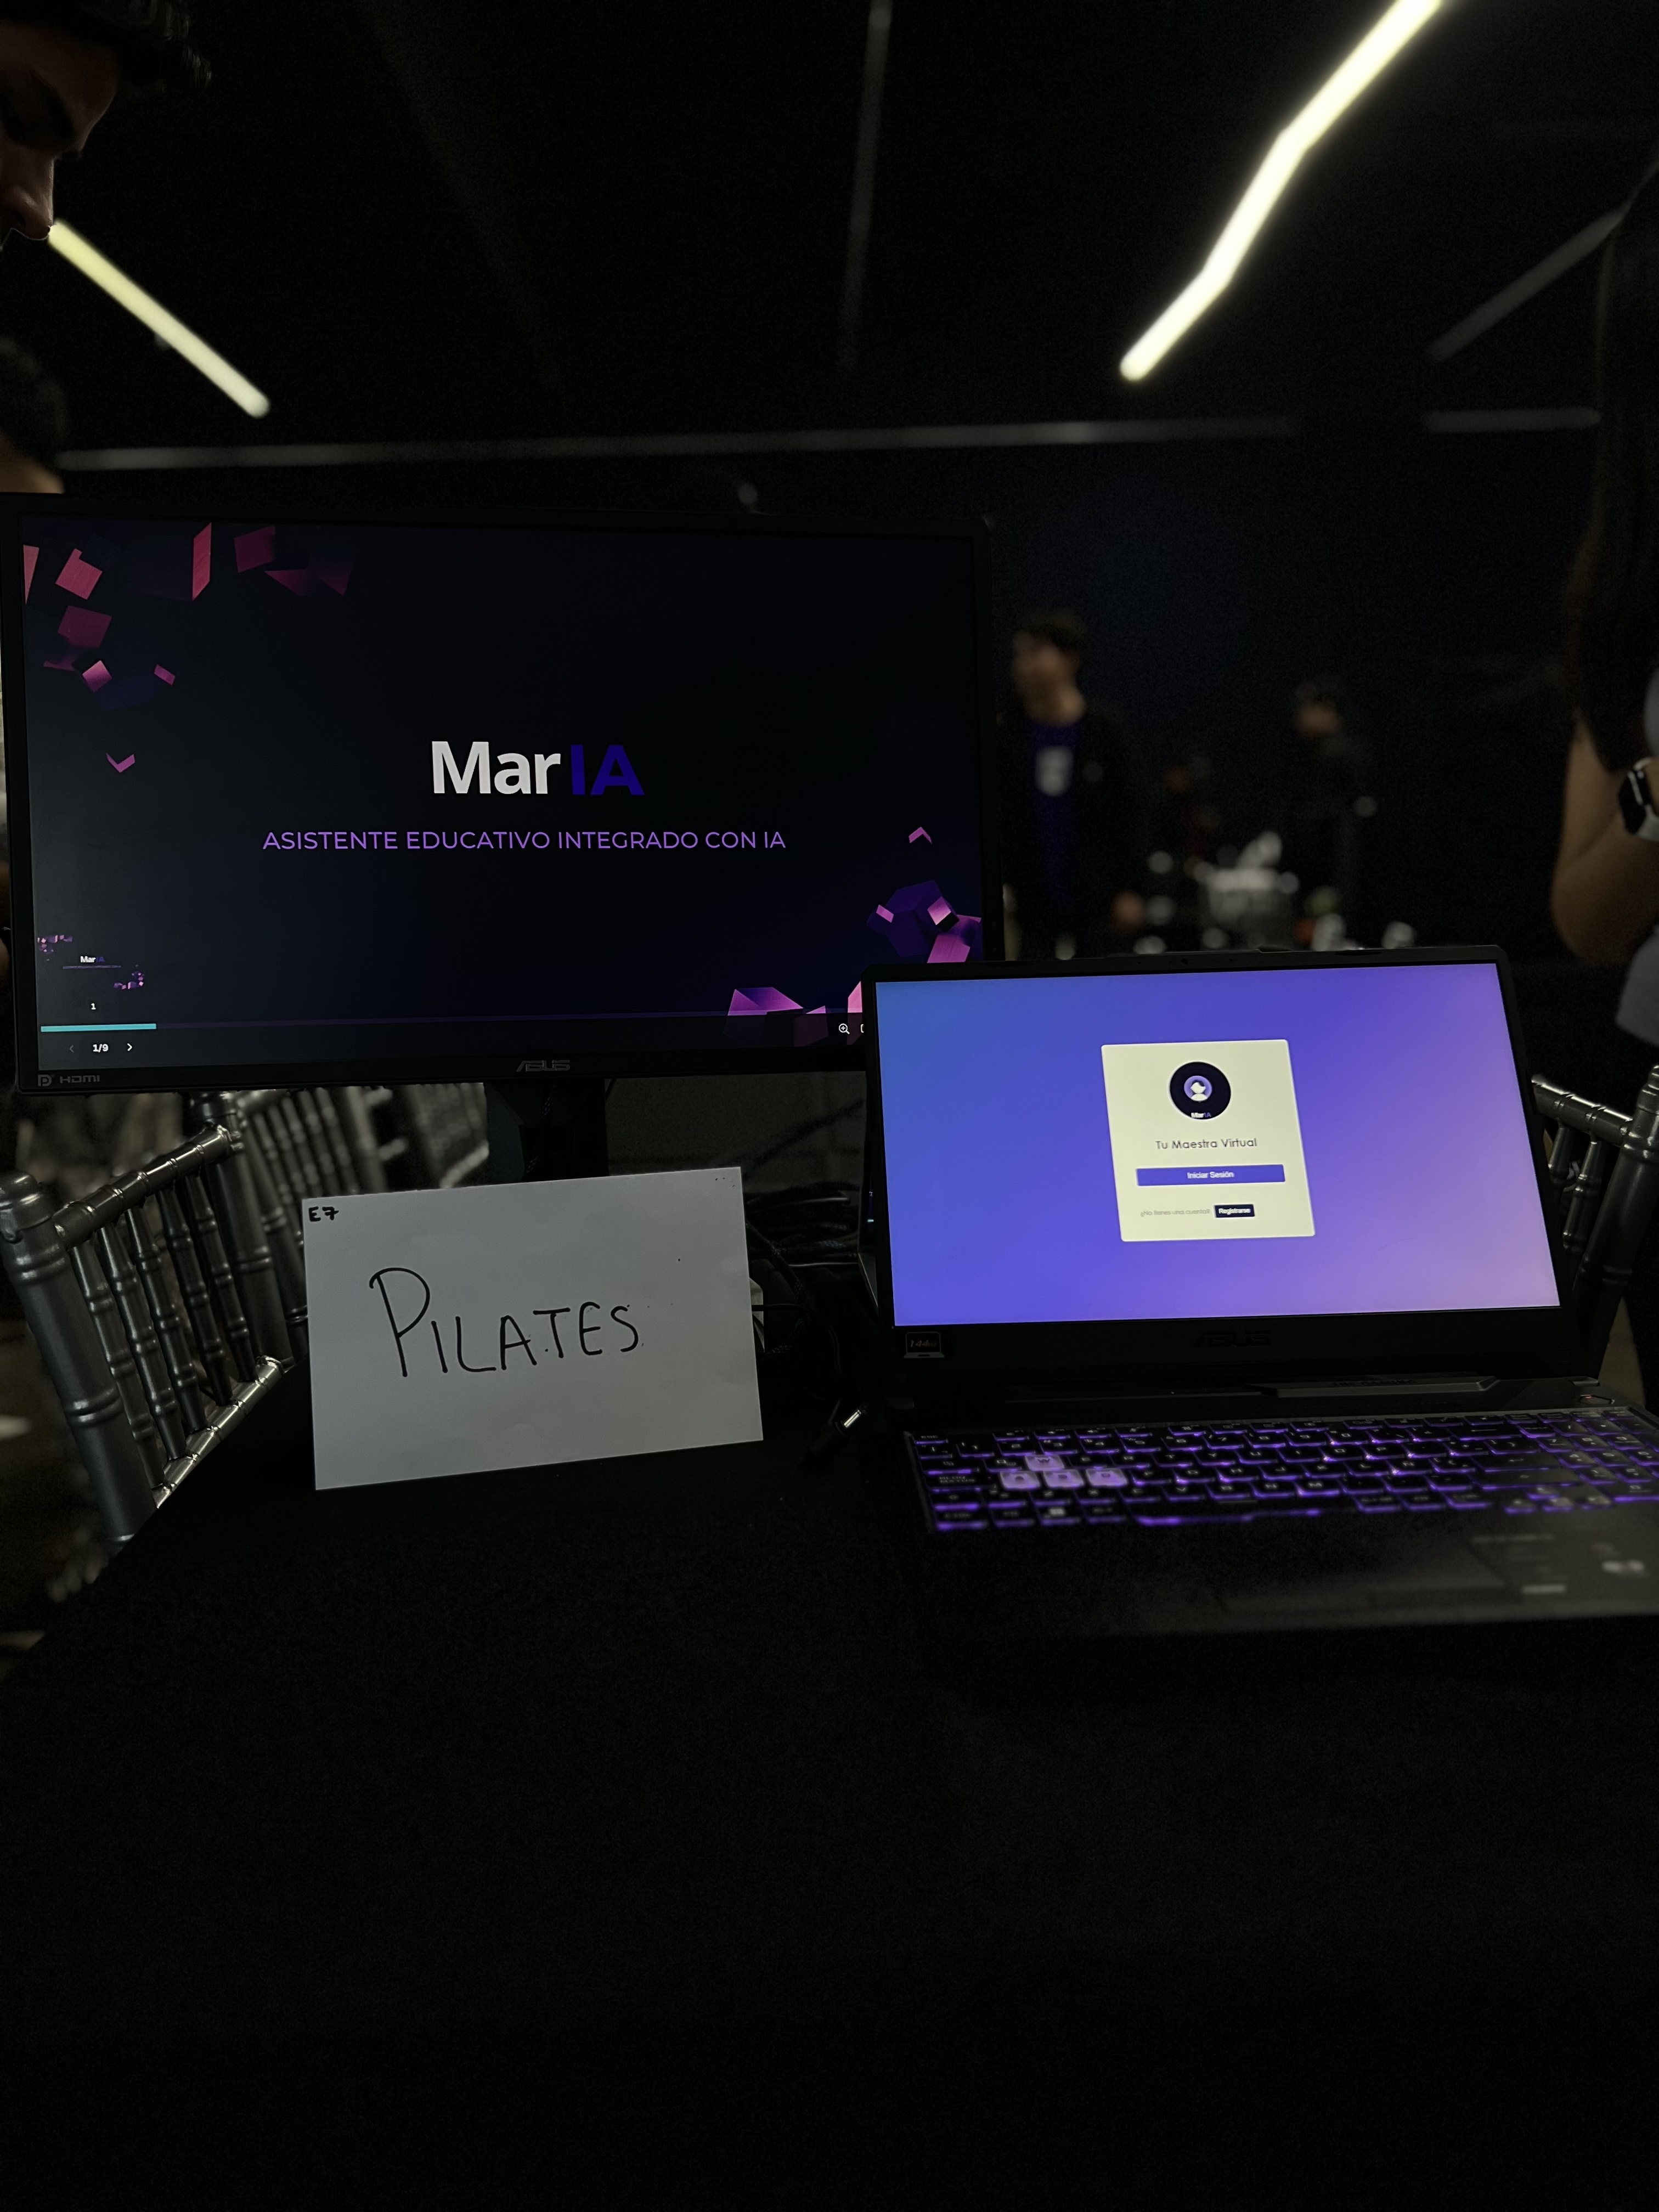 MarIA
ASISTENTE EDUCATIVO INTEGRADO CON IA
MarIA
1
1/9
HDMI
ASUS
MarIA
Tu Maestra Virtual
Iniciar Sesión
¿No tienes una cuenta? Registrarse
ASUS
E7
PILATES